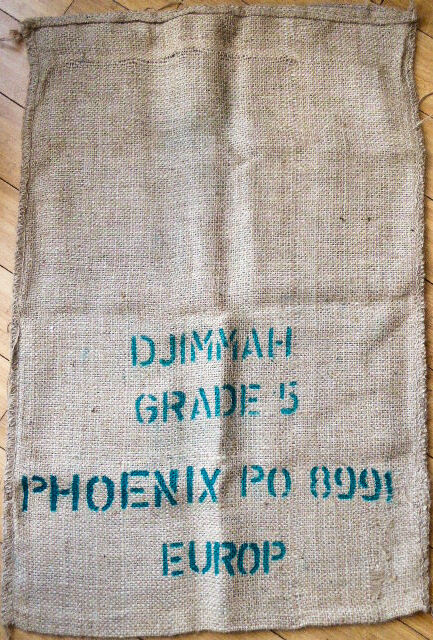 DJIMMAH
GRADE 5
PHOENIX PO 8991
EUROP